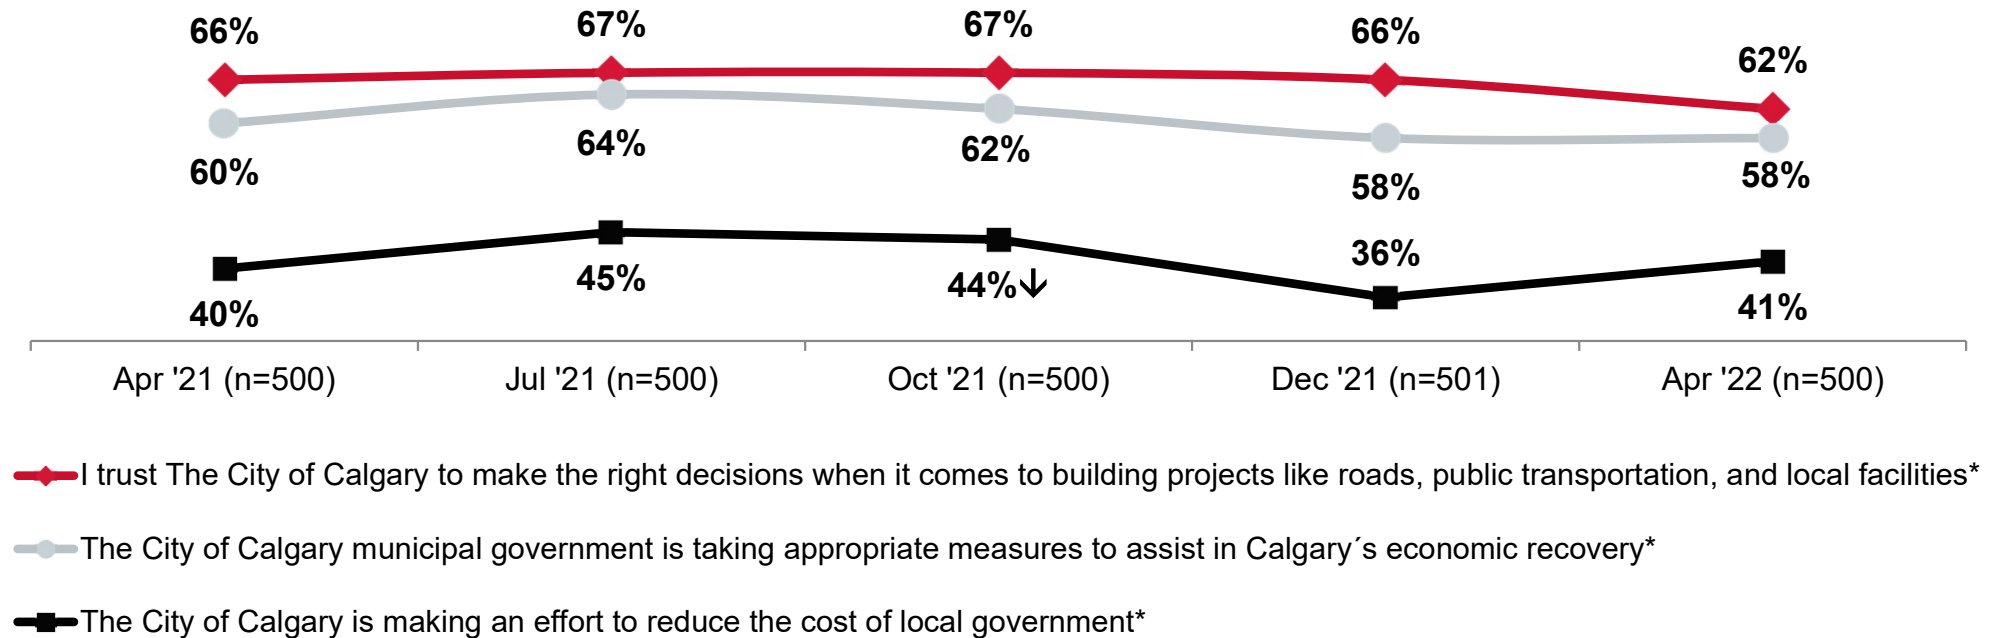 66%
67%
67%
66%
62%
60%
64%
62%
58%
58%
40%
45%
44%↓
36%
41%
Apr '21 (n=500)
Jul '21 (n=500)
Oct '21 (n=500)
Dec '21 (n=501)
Apr '22 (n=500)
I trust The City of Calgary to make the right decisions when it comes to building projects like roads, public transportation, and local facilities*
The City of Calgary municipal government is taking appropriate measures to assist in Calgary´s economic recovery*
The City of Calgary is making an effort to reduce the cost of local government*